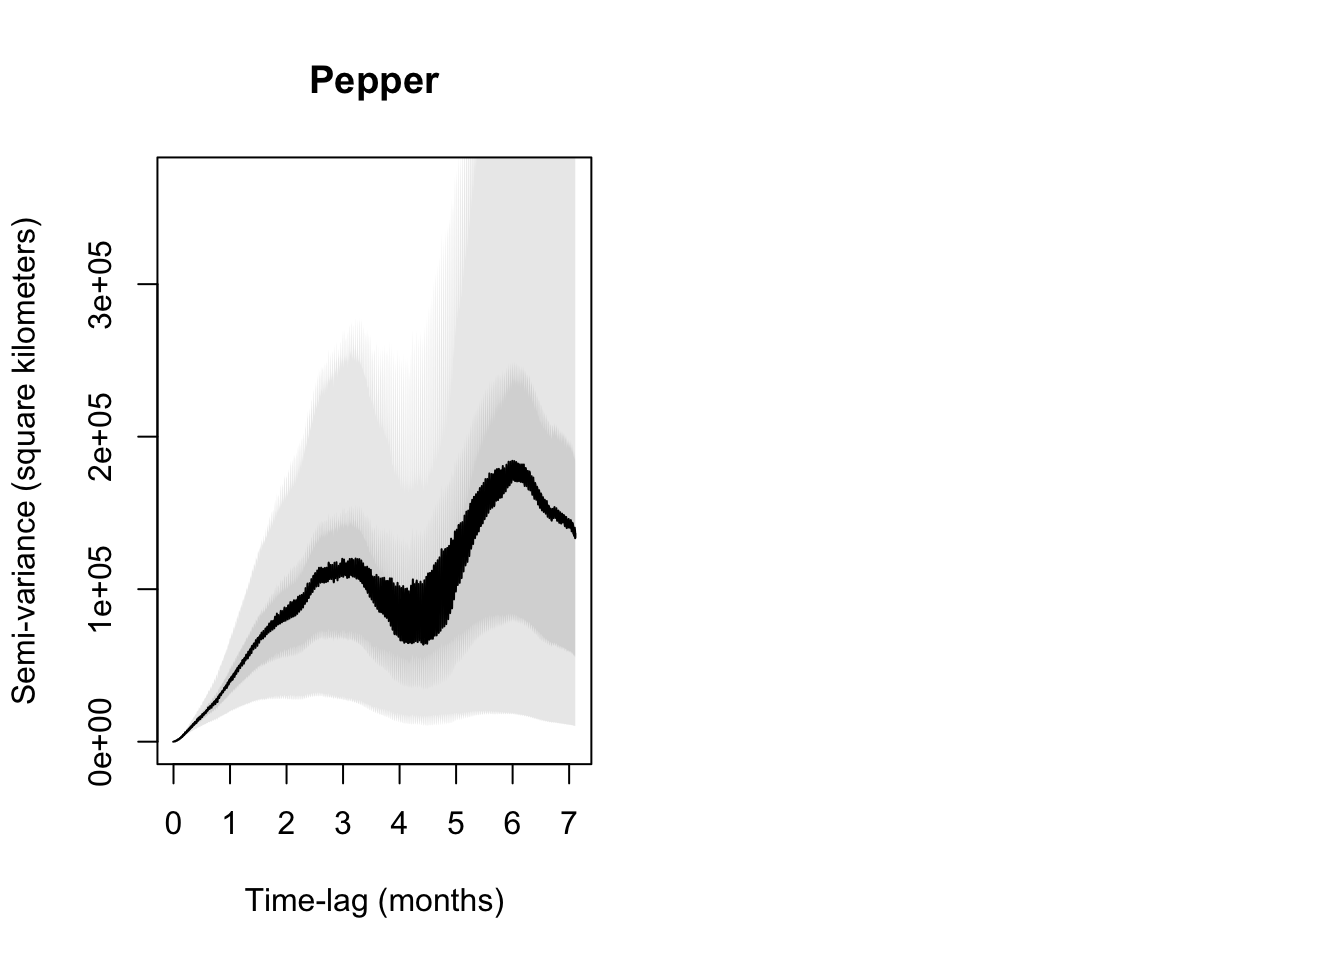 Pepper
Semi-variance (square kilometers)
3e+05
2e+05
1e+05
0e+00
0 1 2 3 4 5 6 7
Time-lag (months)